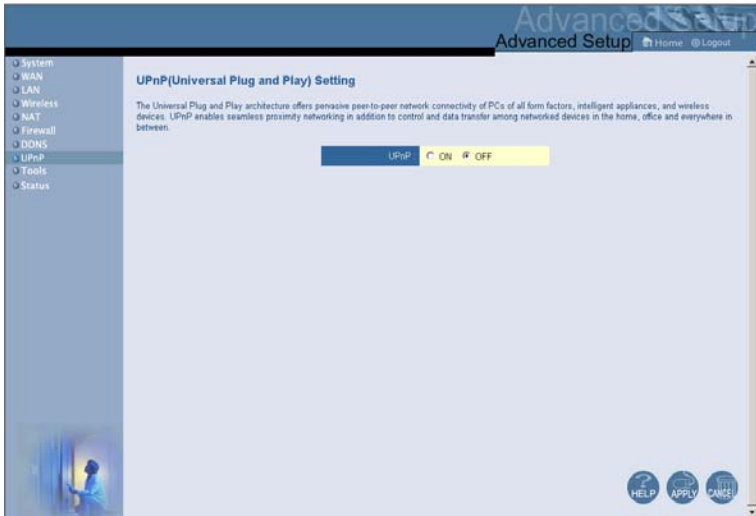 Advanced Setup
Advanced Setup Home Logout
System
WAN
LAN
Wireless
NAT
Firewall
DDNS
UPnP
Tools
Status
UPnP(Universal Plug and Play) Setting
The Universal Plug and Play architecture offers pervasive peer-to-peer network connectivity of PCs of all form factors, intelligent appliances, and wireless
devices. UPnP enables seamless proximity networking in addition to control and data transfer among networked devices in the home, office and everywhere in
between.
UPnP : ON OFF
HELP APPLY CANCEL